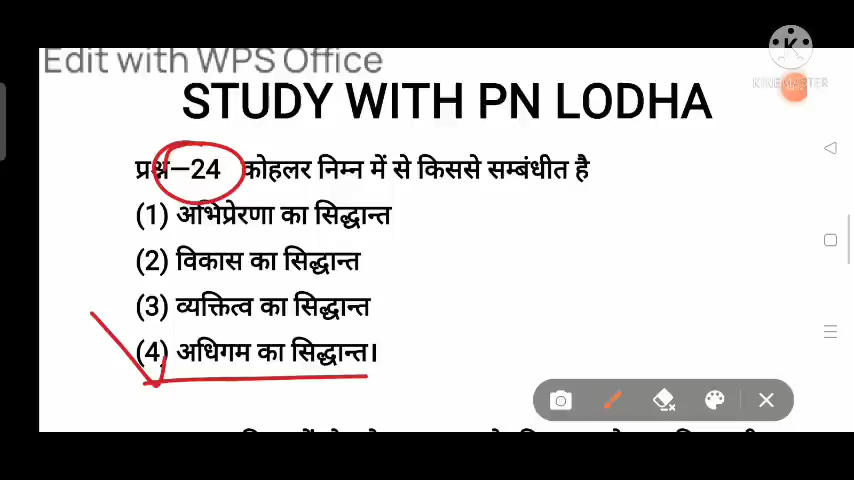 Edit with WPS Office
KINEMASTER
STUDY WITH PN LODHA
प्रश्न—24 कोहलर निम्न में से किससे सम्बंधीत है
(1) अभिप्रेरणा का सिद्धान्त
(2) विकास का सिद्धान्त
(3) व्यक्तित्व का सिद्धान्त
(4) अधिगम का सिद्धान्त।